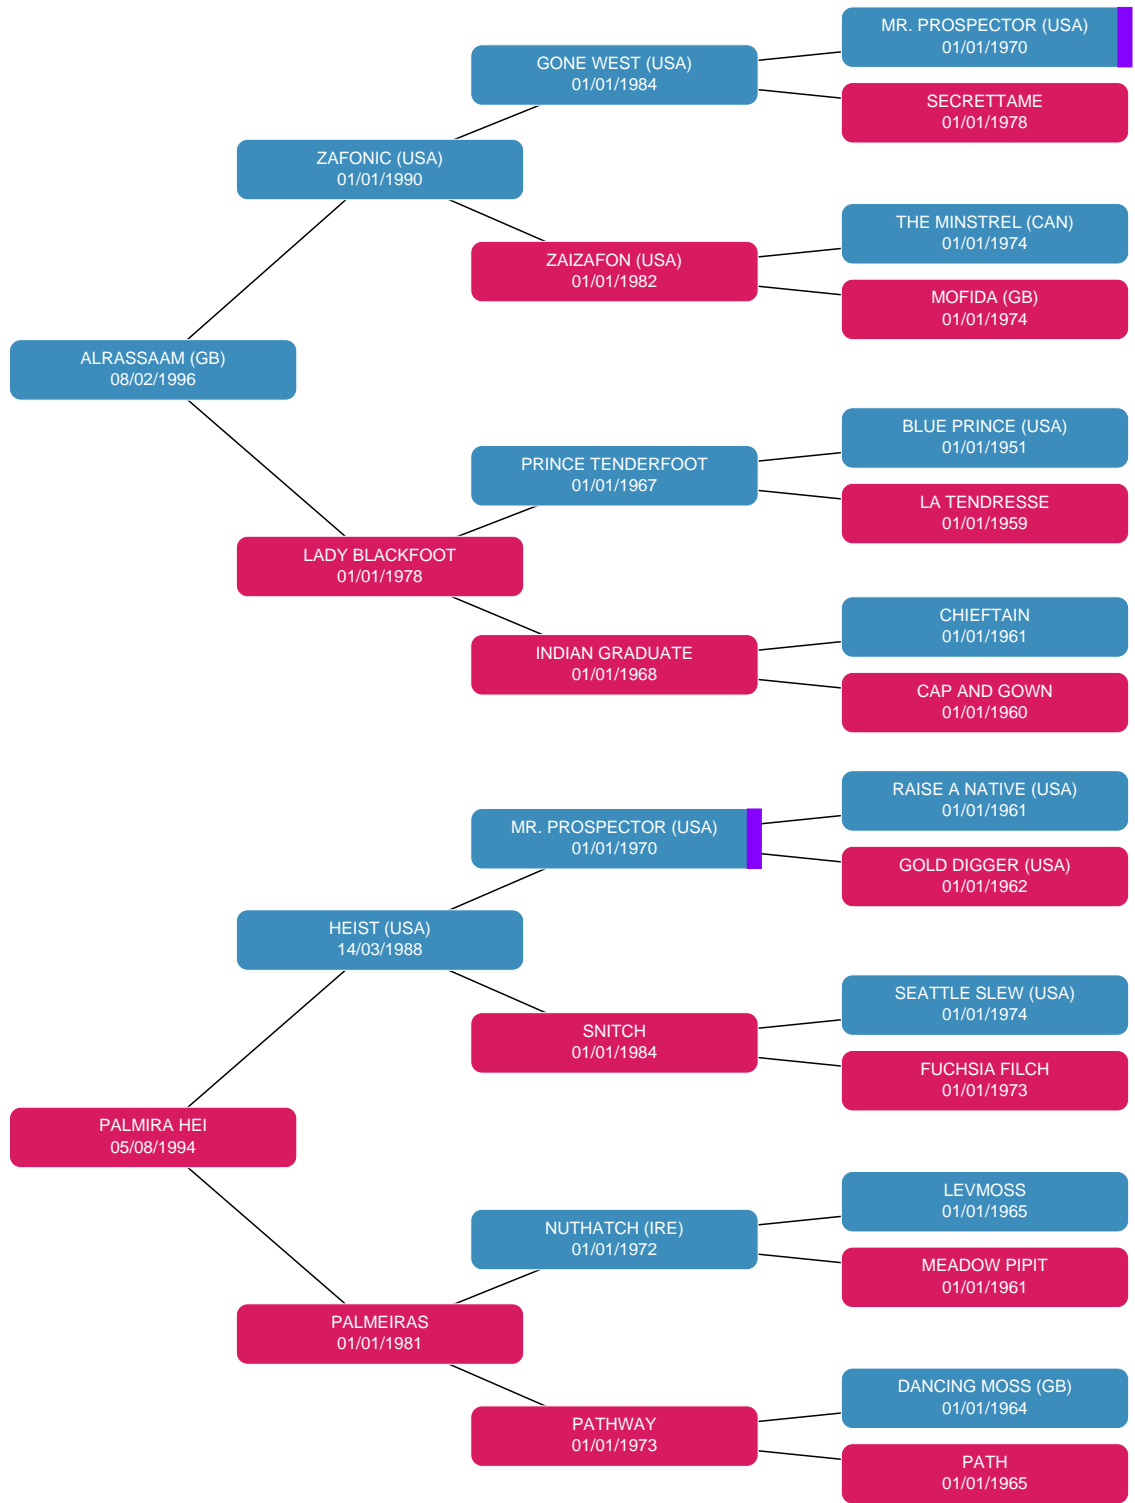 MR. PROSPECTOR (USA)
01/01/1970
GONE WEST (USA)
01/01/1984
SECRETTAME
01/01/1978
ZAFONIC (USA)
01/01/1990
THE MINSTREL (CAN)
01/01/1974
ZAIZAFON (USA)
01/01/1982
MOFIDA (GB)
01/01/1974
ALRASSAAM (GB)
08/02/1996
BLUE PRINCE (USA)
01/01/1951
PRINCE TENDERFOOT
01/01/1967
LA TENDRESSE
01/01/1959
LADY BLACKFOOT
01/01/1978
CHIEFTAIN
01/01/1961
INDIAN GRADUATE
01/01/1968
CAP AND GOWN
01/01/1960
RAISE A NATIVE (USA)
01/01/1961
MR. PROSPECTOR (USA)
01/01/1970
GOLD DIGGER (USA)
01/01/1962
HEIST (USA)
14/03/1988
SEATTLE SLEW (USA)
01/01/1974
SNITCH
01/01/1984
FUCHSIA FILCH
01/01/1973
PALMIRA HEI
05/08/1994
LEVMOSS
01/01/1965
NUTHATCH (IRE)
01/01/1972
MEADOW PIPIT
01/01/1961
PALMEIRAS
01/01/1981
DANCING MOSS (GB)
01/01/1964
PATHWAY
01/01/1973
PATH
01/01/1965